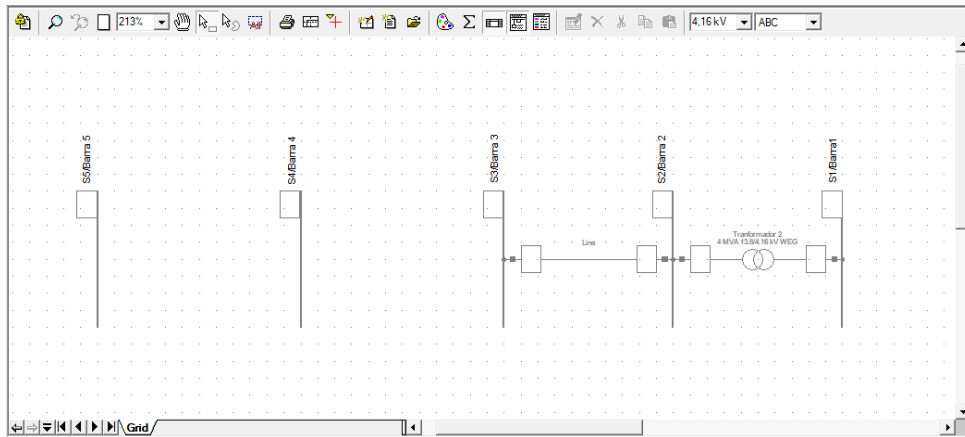 213%
4,16 kV
ABC
S5/Barra 5
S4/Barra 4
S3/Barra 3
S2/Barra 2
S1/Barra1
Line
Tranformador 2
4 MVA 13.8/4.16 kV WEG
Grid